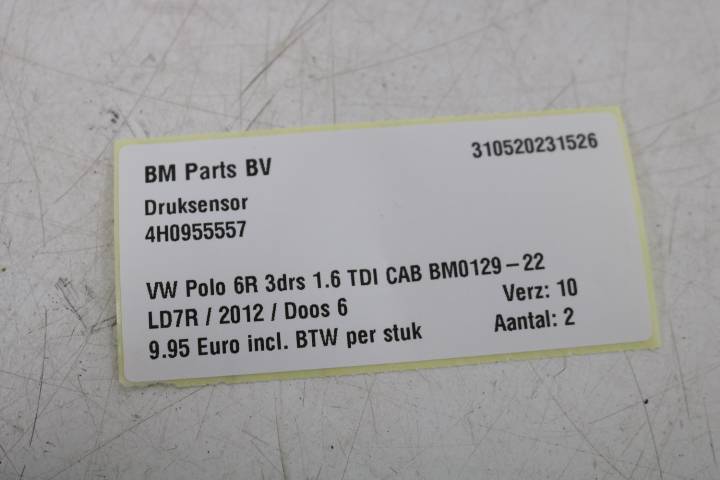 BM Parts BV
310520231526
Druksensor
4H0955557
VW Polo 6R 3drs 1.6 TDI CAB BM0129-22
LD7R / 2012 / Doos 6
Verz: 10
9.95 Euro incl. BTW per stuk
Aantal: 2